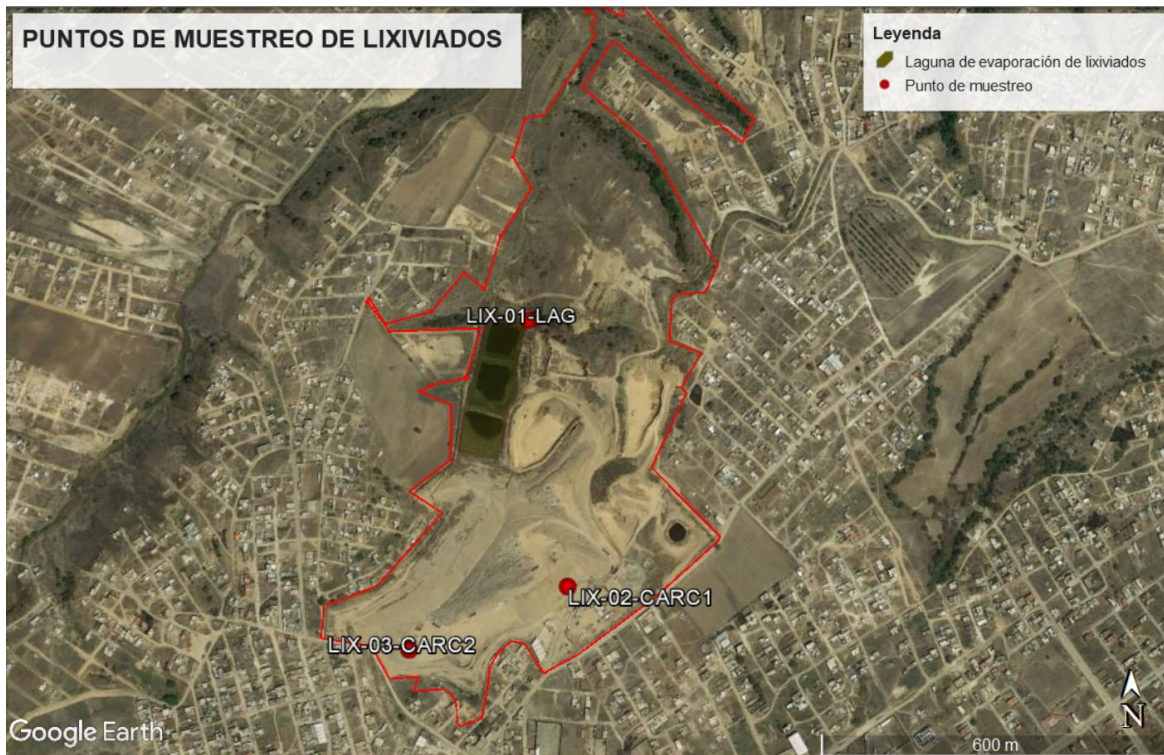 PUNTOS DE MUESTREO DE LIXIVIADOS
Leyenda
Laguna de evaporación de lixiviados
Punto de muestreo
LIX-01-LAG
LIX-02-CARC1
LIX-03-CARC2
Google Earth
N
600 m